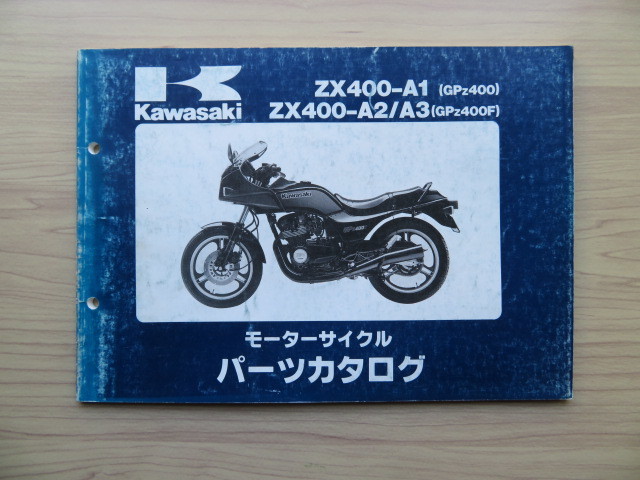 Kawasaki
ZX400-A1 (GPz400)
ZX400-A2/A3(GPz400F)
Kawasaki
モーターサイクル
パーツカタログ